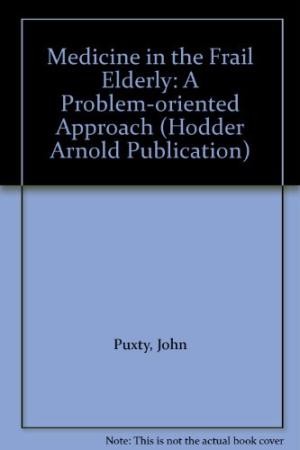 Medicine in the Frail
Elderly: A
Problem-oriented
Approach (Hodder
Arnold Publication)
Puxty, John
Note: This is not the actual book cover